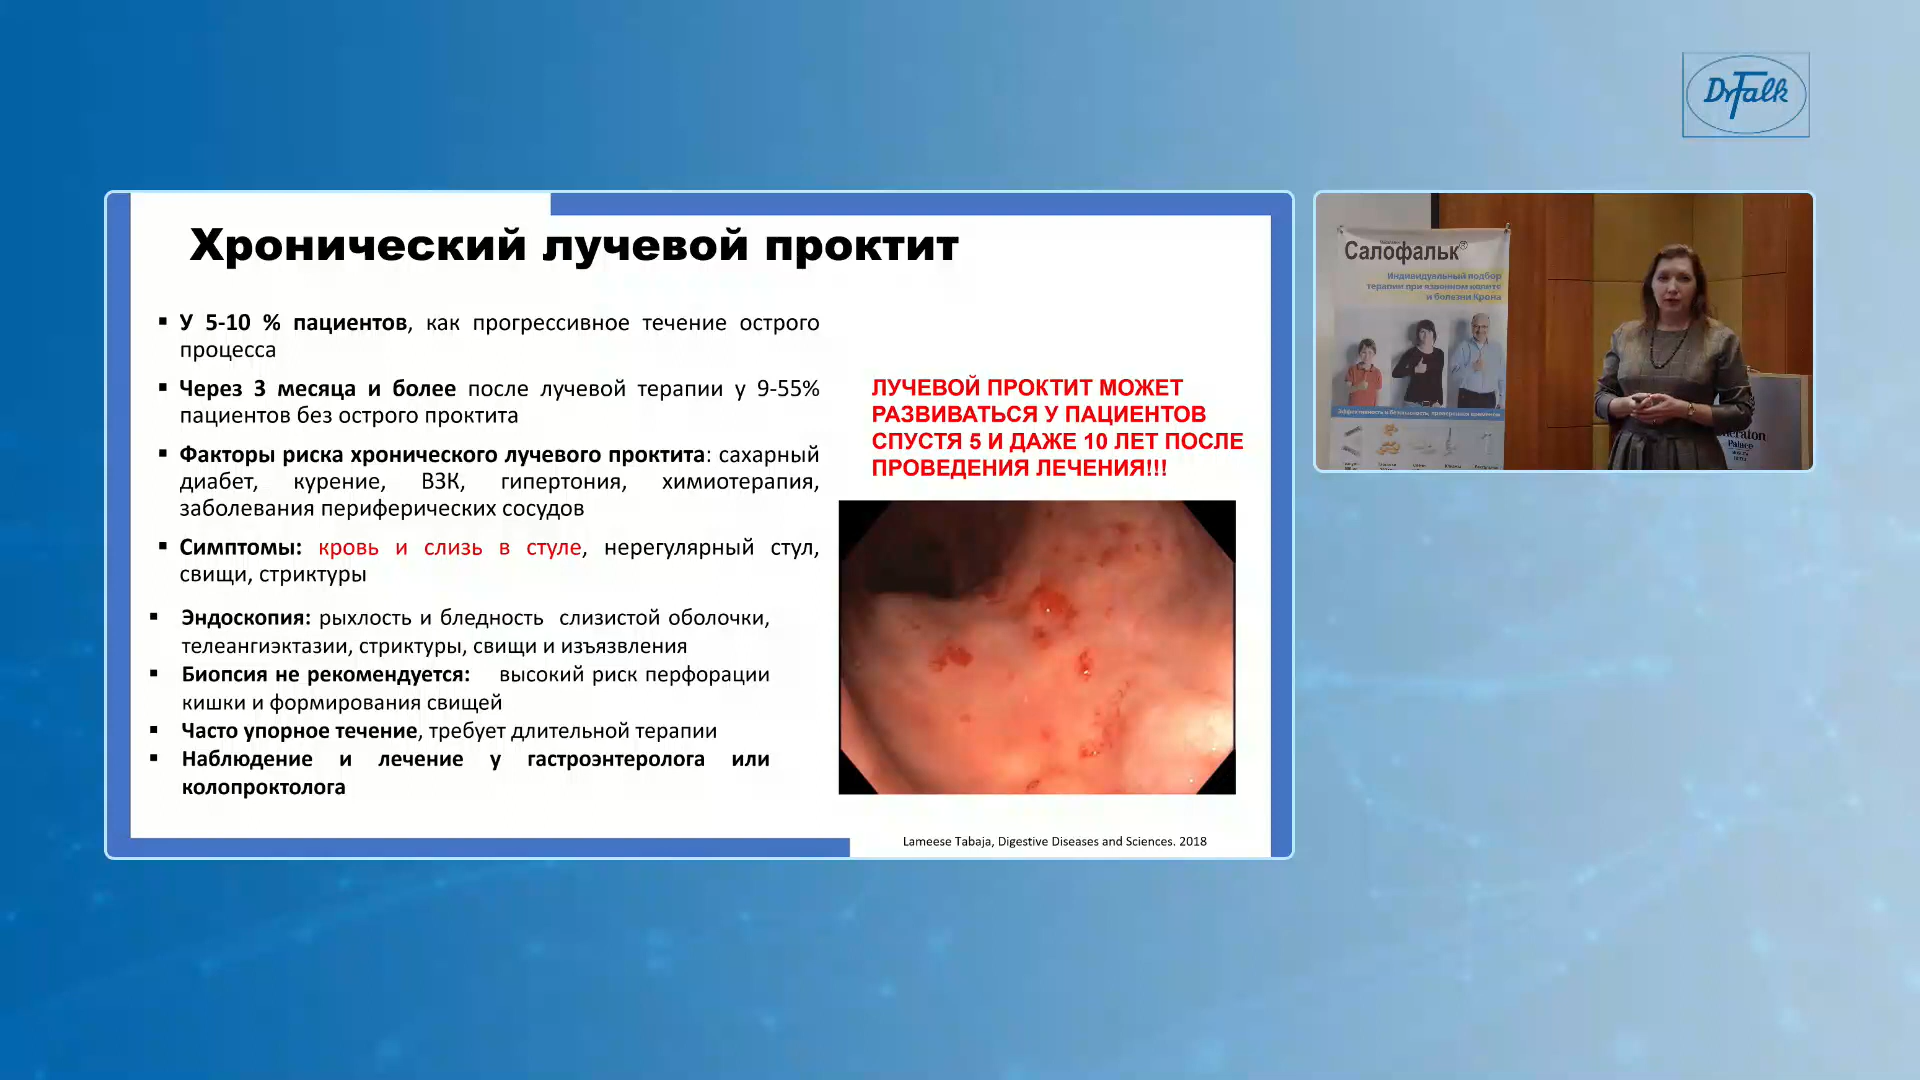 Dr Falk
Хронический лучевой проктит
▪ У 5-10 % пациентов, как прогрессивное течение острого
процесса
▪ Через 3 месяца и более после лучевой терапии у 9-55%
пациентов без острого проктита
▪ Факторы риска хронического лучевого проктита: сахарный
диабет, курение, ВЗК, гипертония, химиотерапия,
заболевания периферических сосудов
▪ Симптомы: кровь и слизь в стуле, нерегулярный стул,
свищи, стриктуры
▪ Эндоскопия: рыхлость и бледность слизистой оболочки,
телеангиэктазии, стриктуры, свищи и изъязвления
▪ Биопсия не рекомендуется: высокий риск перфорации
кишки и формирования свищей
▪ Часто упорное течение, требует длительной терапии
▪ Наблюдение и лечение у гастроэнтеролога или
колопроктолога
ЛУЧЕВОЙ ПРОКТИТ МОЖЕТ
РАЗВИВАТЬСЯ У ПАЦИЕНТОВ
СПУСТЯ 5 И ДАЖЕ 10 ЛЕТ ПОСЛЕ
ПРОВЕДЕНИЯ ЛЕЧЕНИЯ!!!
Lameese Tabaja, Digestive Diseases and Sciences. 2018
Салофальк®
Индивидуальный подбор
терапии при язвенном колите
и болезни Крона
Эффективность и безопасность, проверенная временем
Palace